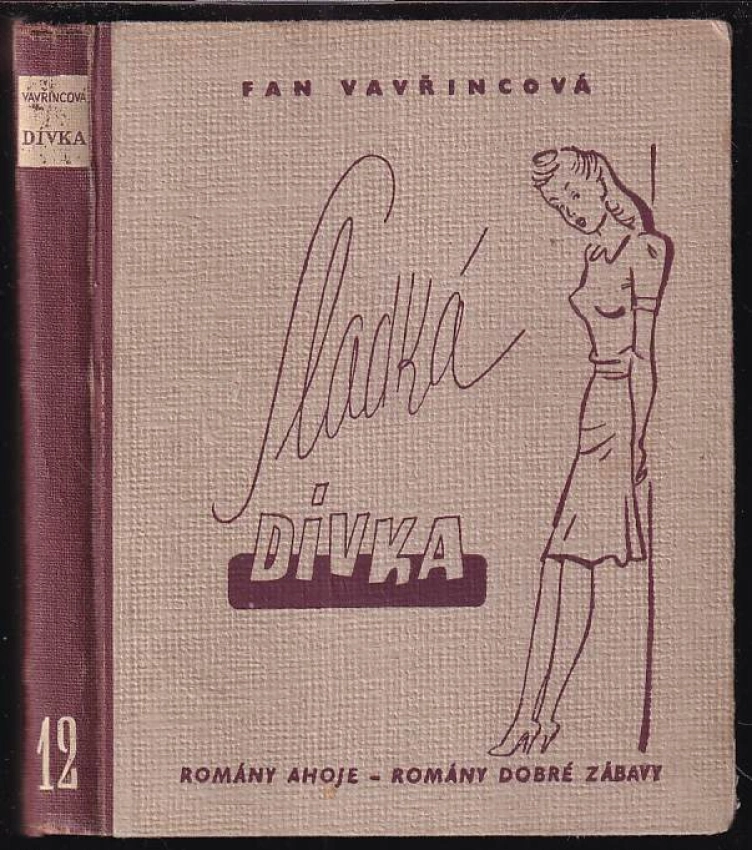 VAVŘINCOVÁ
DÍVKA
12
FAN VAVŘINCOVÁ
Sladká
DÍVKA
ROMÁNY AHOJE – ROMÁNY DOBRÉ ZÁBAVY